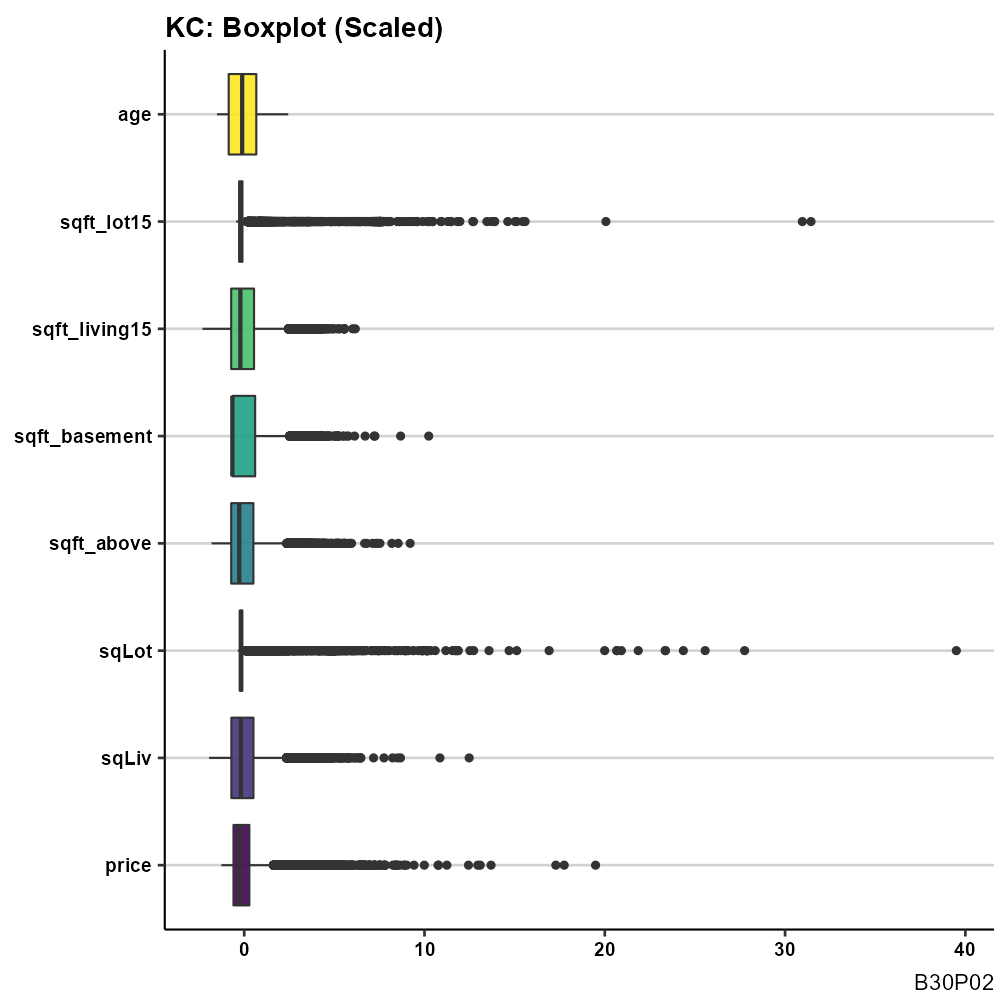 KC: Boxplot (Scaled)
age
sqft_lot15
sqft_living15
sqft_basement
sqft_above
sqLot
sqLiv
price
0 10 20 30 40
B30P02